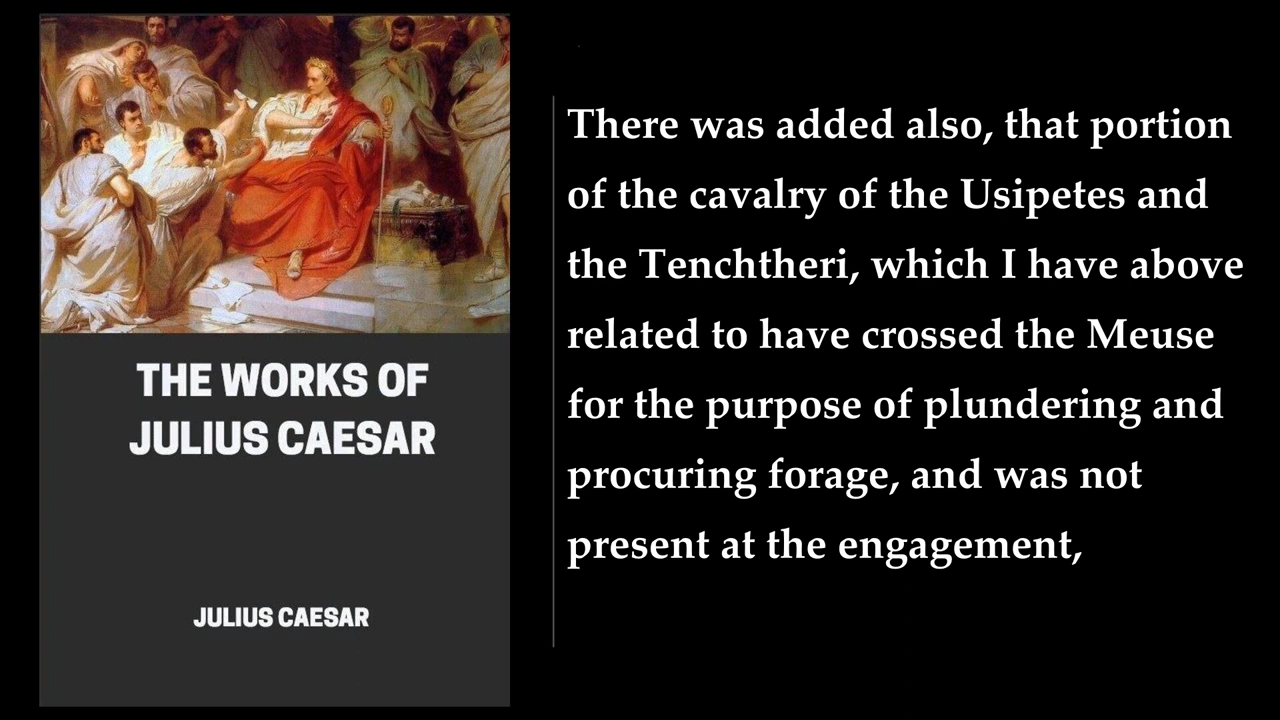 THE WORKS OF
JULIUS CAESAR
JULIUS CAESAR
There was added also, that portion
of the cavalry of the Usipetes and
the Tenchtheri, which I have above
related to have crossed the Meuse
for the purpose of plundering and
procuring forage, and was not
present at the engagement,